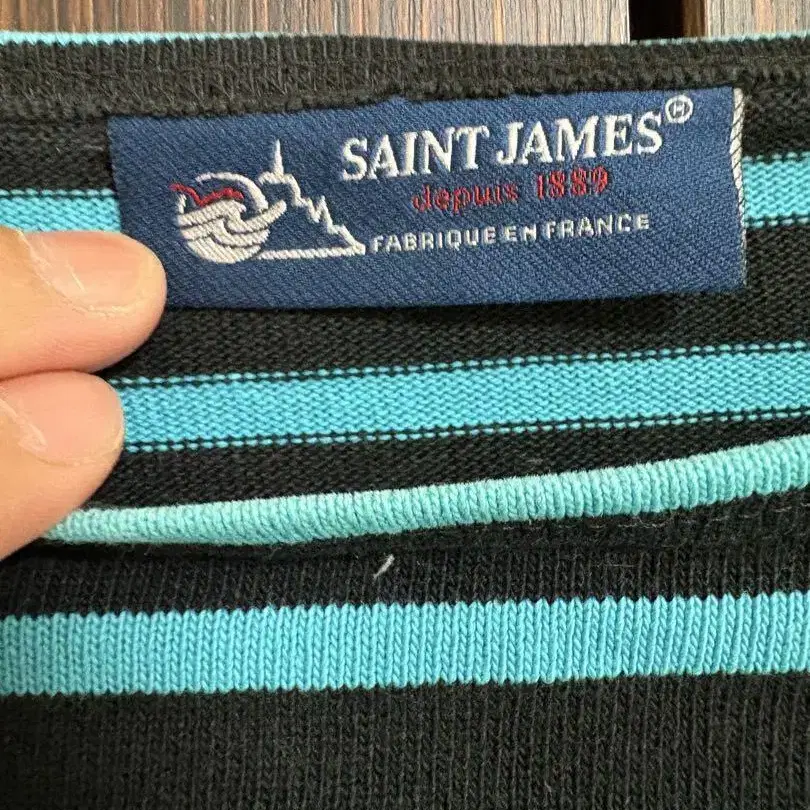 SAINT JAMES®
depuis 1889
FABRIQUE EN FRANCE